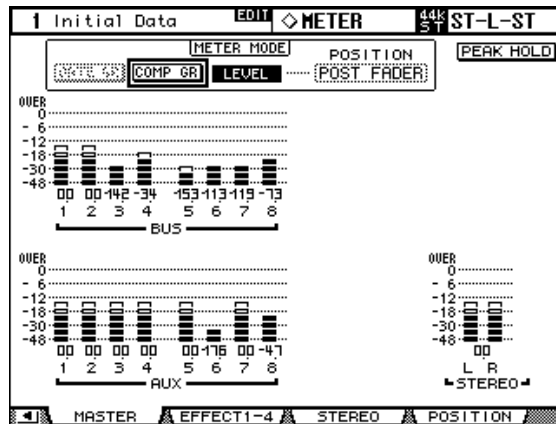 1 Initial Data EDIT ◇METER 44k ST ST-L-ST
METER MODE POSITION PEAK HOLD
GATE GR COMP GR LEVEL POST FADER
OVER
0
- 6
-12
-18
-30
-48
00 00 -142 -34 -153 -113 -119 -73
1 2 3 4 5 6 7 8
BUS
OVER OVER
0 0
- 6 - 6
-12 -12
-18 -18
-30 -30
-48 -48
00 00 00 00 00 -176 00 -47 00
1 2 3 4 5 6 7 8 L R
AUX STEREO
MASTER EFFECT1-4 STEREO POSITION